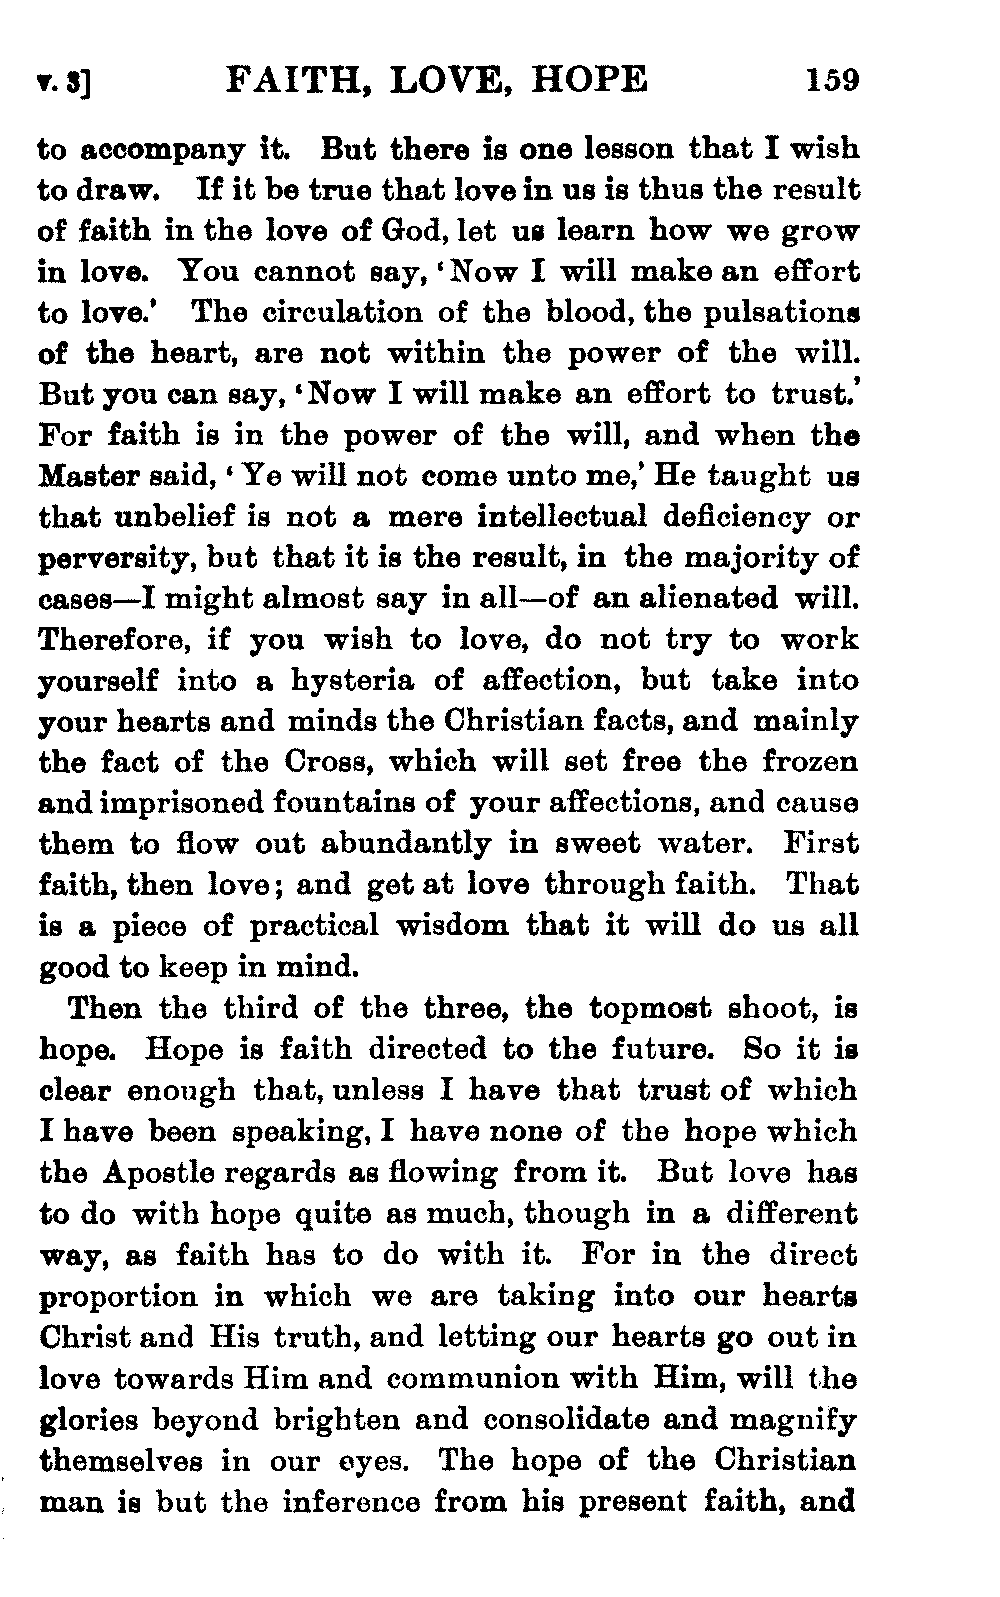 v. 3] FAITH, LOVE, HOPE 159
to accompany it. But there is one lesson that I wish
to draw. If it be true that love in us is thus the result
of faith in the love of God, let us learn how we grow
in love. You cannot say, ‘Now I will make an effort
to love.’ The circulation of the blood, the pulsations
of the heart, are not within the power of the will.
But you can say, ‘Now I will make an effort to trust.’
For faith is in the power of the will, and when the
Master said, ‘Ye will not come unto me,’ He taught us
that unbelief is not a mere intellectual deficiency or
perversity, but that it is the result, in the majority of
cases—I might almost say in all—of an alienated will.
Therefore, if you wish to love, do not try to work
yourself into a hysteria of affection, but take into
your hearts and minds the Christian facts, and mainly
the fact of the Cross, which will set free the frozen
and imprisoned fountains of your affections, and cause
them to flow out abundantly in sweet water. First
faith, then love; and get at love through faith. That
is a piece of practical wisdom that it will do us all
good to keep in mind.
Then the third of the three, the topmost shoot, is
hope. Hope is faith directed to the future. So it is
clear enough that, unless I have that trust of which
I have been speaking, I have none of the hope which
the Apostle regards as flowing from it. But love has
to do with hope quite as much, though in a different
way, as faith has to do with it. For in the direct
proportion in which we are taking into our hearts
Christ and His truth, and letting our hearts go out in
love towards Him and communion with Him, will the
glories beyond brighten and consolidate and magnify
themselves in our eyes. The hope of the Christian
man is but the inference from his present faith, and